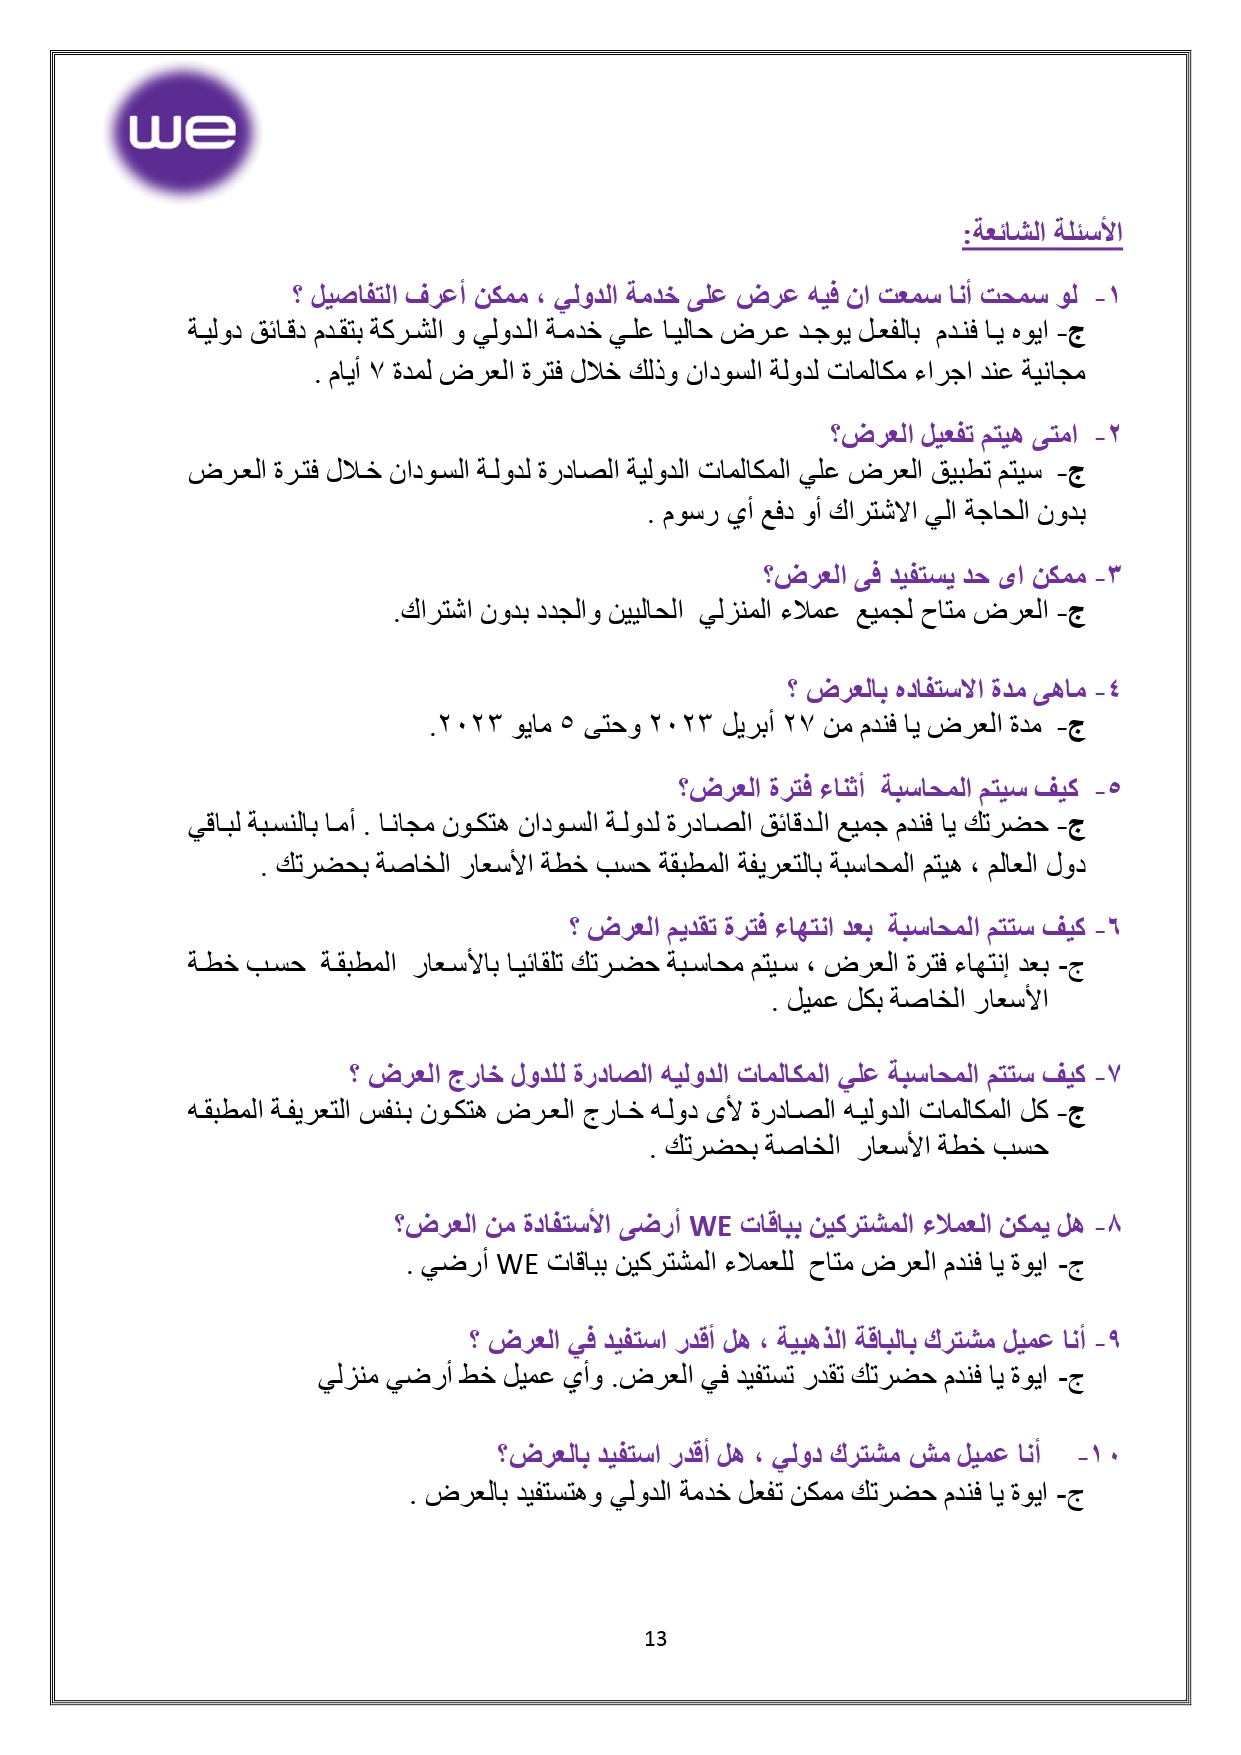 we
الأسئلة الشائعة:
١- لو سمحت أنا سمعت ان فيه عرض على خدمة الدولي ، ممكن أعرف التفاصيل ؟
ج- ايوه يا فندم بالفعل يوجد عرض حاليا علي خدمة الدولي و الشركة بتقدم دقائق دولية
مجانية عند اجراء مكالمات لدولة السودان وذلك خلال فترة العرض لمدة ٧ أيام .
٢- امتى هيتم تفعيل العرض؟
ج- سيتم تطبيق العرض علي المكالمات الدولية الصادرة لدولة السودان خلال فترة العرض
بدون الحاجة الي الاشتراك أو دفع أي رسوم .
٣- ممكن اى حد يستفيد فى العرض؟
ج- العرض متاح لجميع عملاء المنزلي الحاليين والجدد بدون اشتراك.
٤- ماهى مدة الاستفاده بالعرض ؟
ج- مدة العرض يا فندم من ٢٧ أبريل ٢٠٢٣ وحتى ٥ مايو ٢٠٢٣.
٥- كيف سيتم المحاسبة أثناء فترة العرض؟
ج- حضرتك يا فندم جميع الدقائق الصادرة لدولة السودان هتكون مجانا . أما بالنسبة لباقي
دول العالم ، هيتم المحاسبة بالتعريفة المطبقة حسب خطة الأسعار الخاصة بحضرتك .
٦- كيف ستتم المحاسبة بعد انتهاء فترة تقديم العرض ؟
ج- بعد إنتهاء فترة العرض ، سيتم محاسبة حضرتك تلقائيا بالأسعار المطبقة حسب خطة
الأسعار الخاصة بكل عميل .
٧- كيف ستتم المحاسبة علي المكالمات الدوليه الصادرة للدول خارج العرض ؟
ج- كل المكالمات الدوليه الصادرة لأى دوله خارج العرض هتكون بنفس التعريفة المطبقه
حسب خطة الأسعار الخاصة بحضرتك .
٨- هل يمكن العملاء المشتركين بباقات WE أرضى الأستفادة من العرض؟
ج- ايوة يا فندم العرض متاح للعملاء المشتركين بباقات WE أرضي .
٩- أنا عميل مشترك بالباقة الذهبية ، هل أقدر استفيد في العرض ؟
ج- ايوة يا فندم حضرتك تقدر تستفيد في العرض. وأي عميل خط أرضي منزلي
١٠- أنا عميل مش مشترك دولي ، هل أقدر استفيد بالعرض؟
ج- ايوة يا فندم حضرتك ممكن تفعل خدمة الدولي وهتستفيد بالعرض .
13